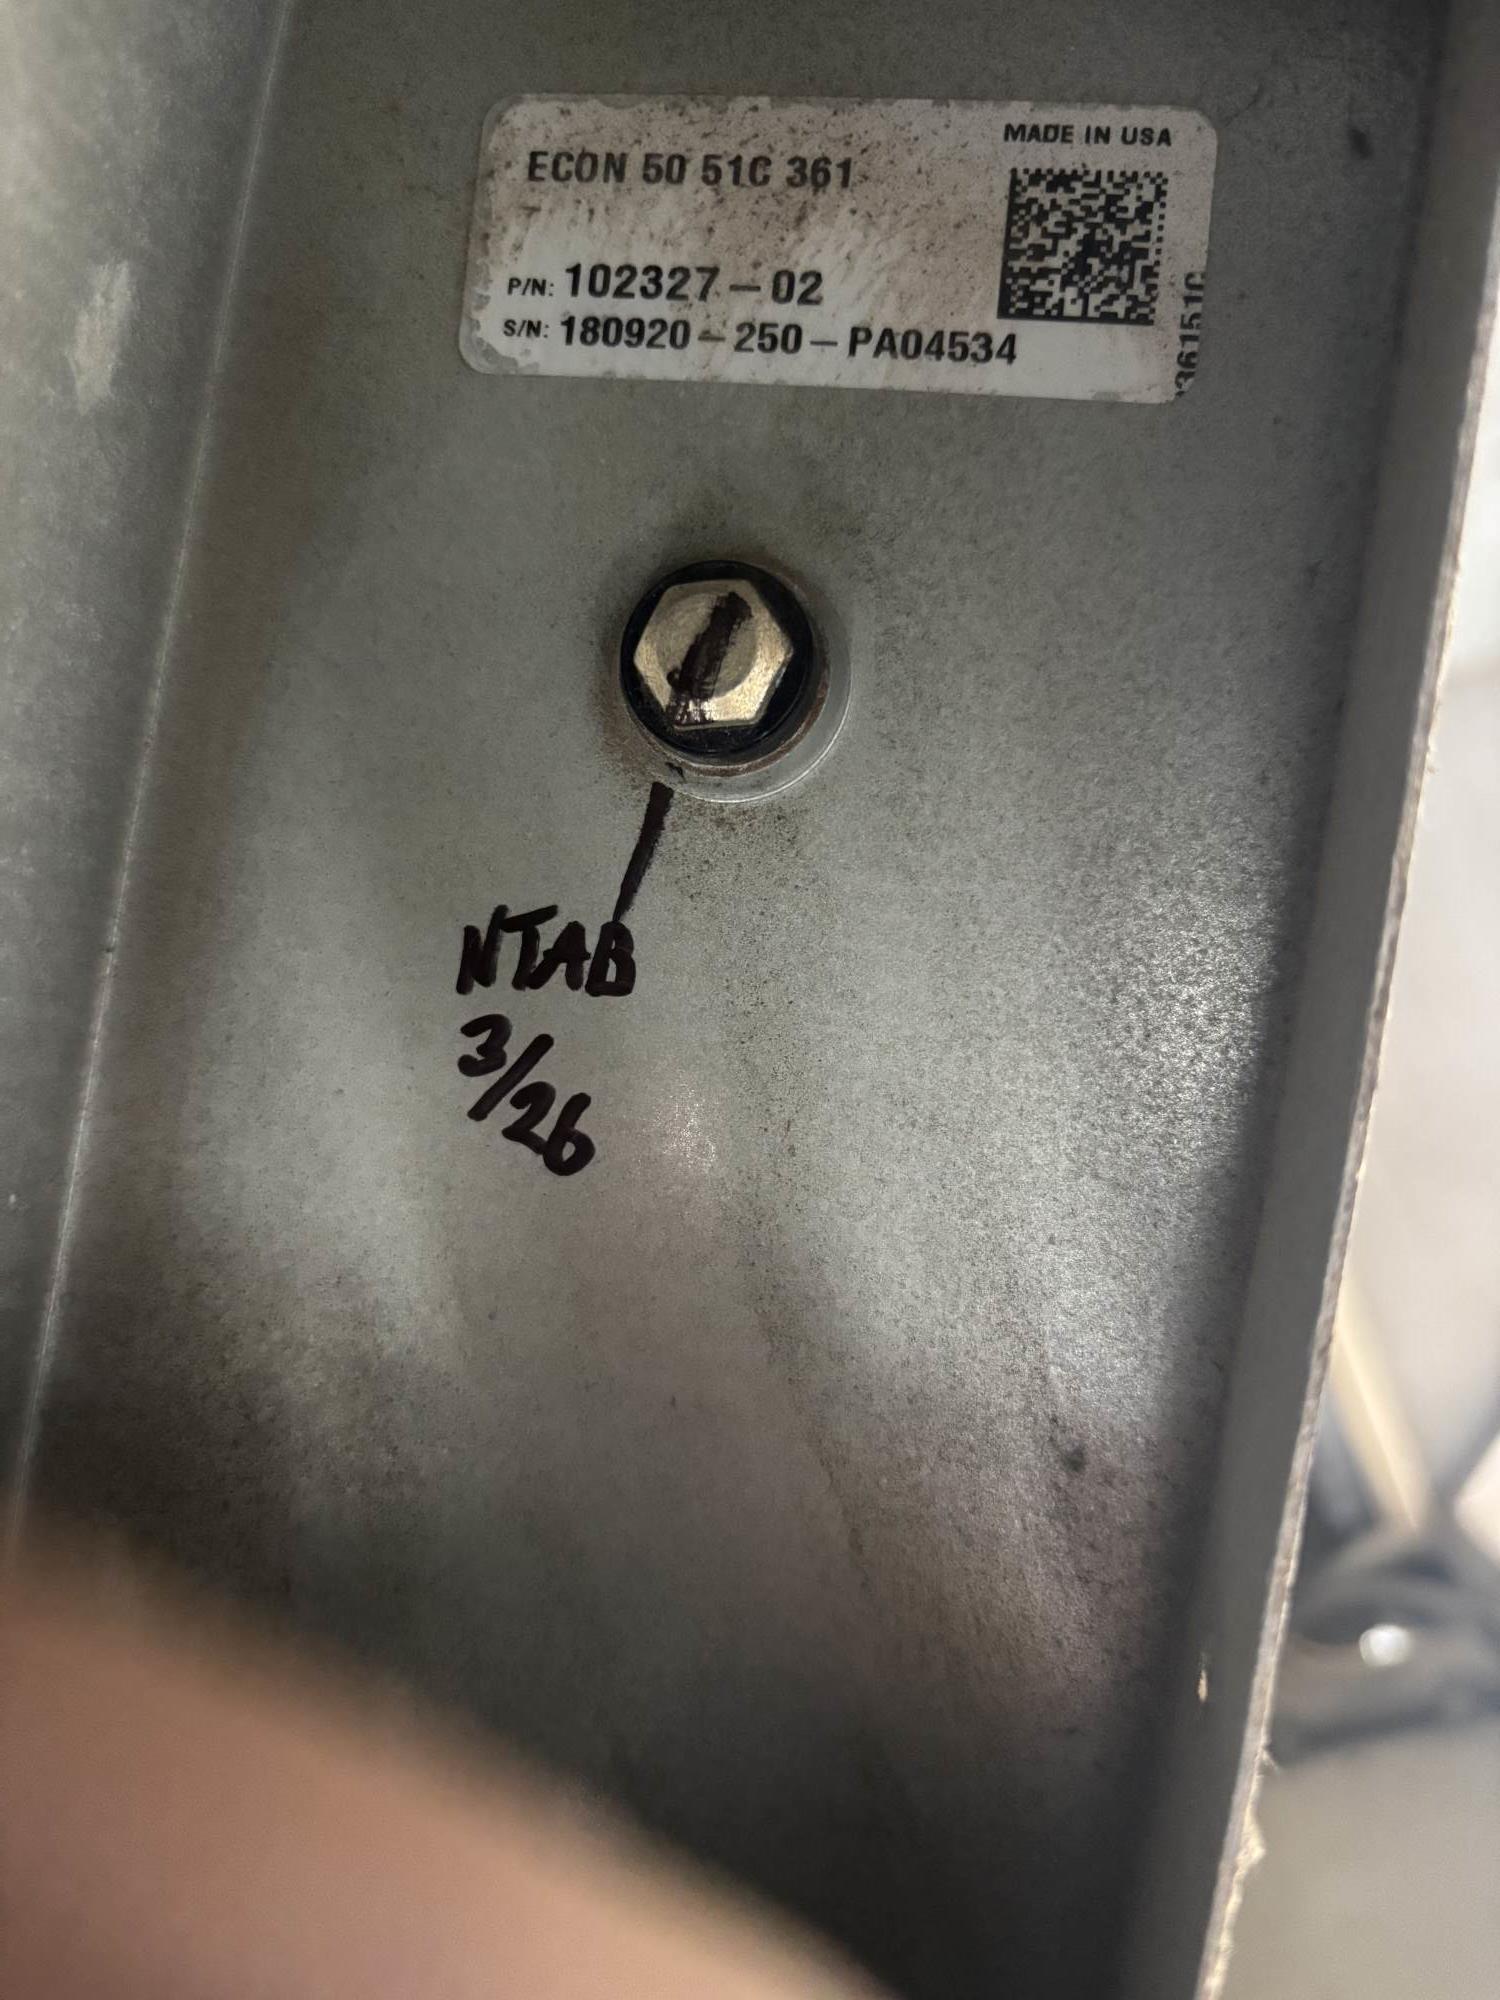 MADE IN USA
ECON 50 51C 361
P/N: 102327-02
S/N: 180920-250-PA04534
NTAB
3/26